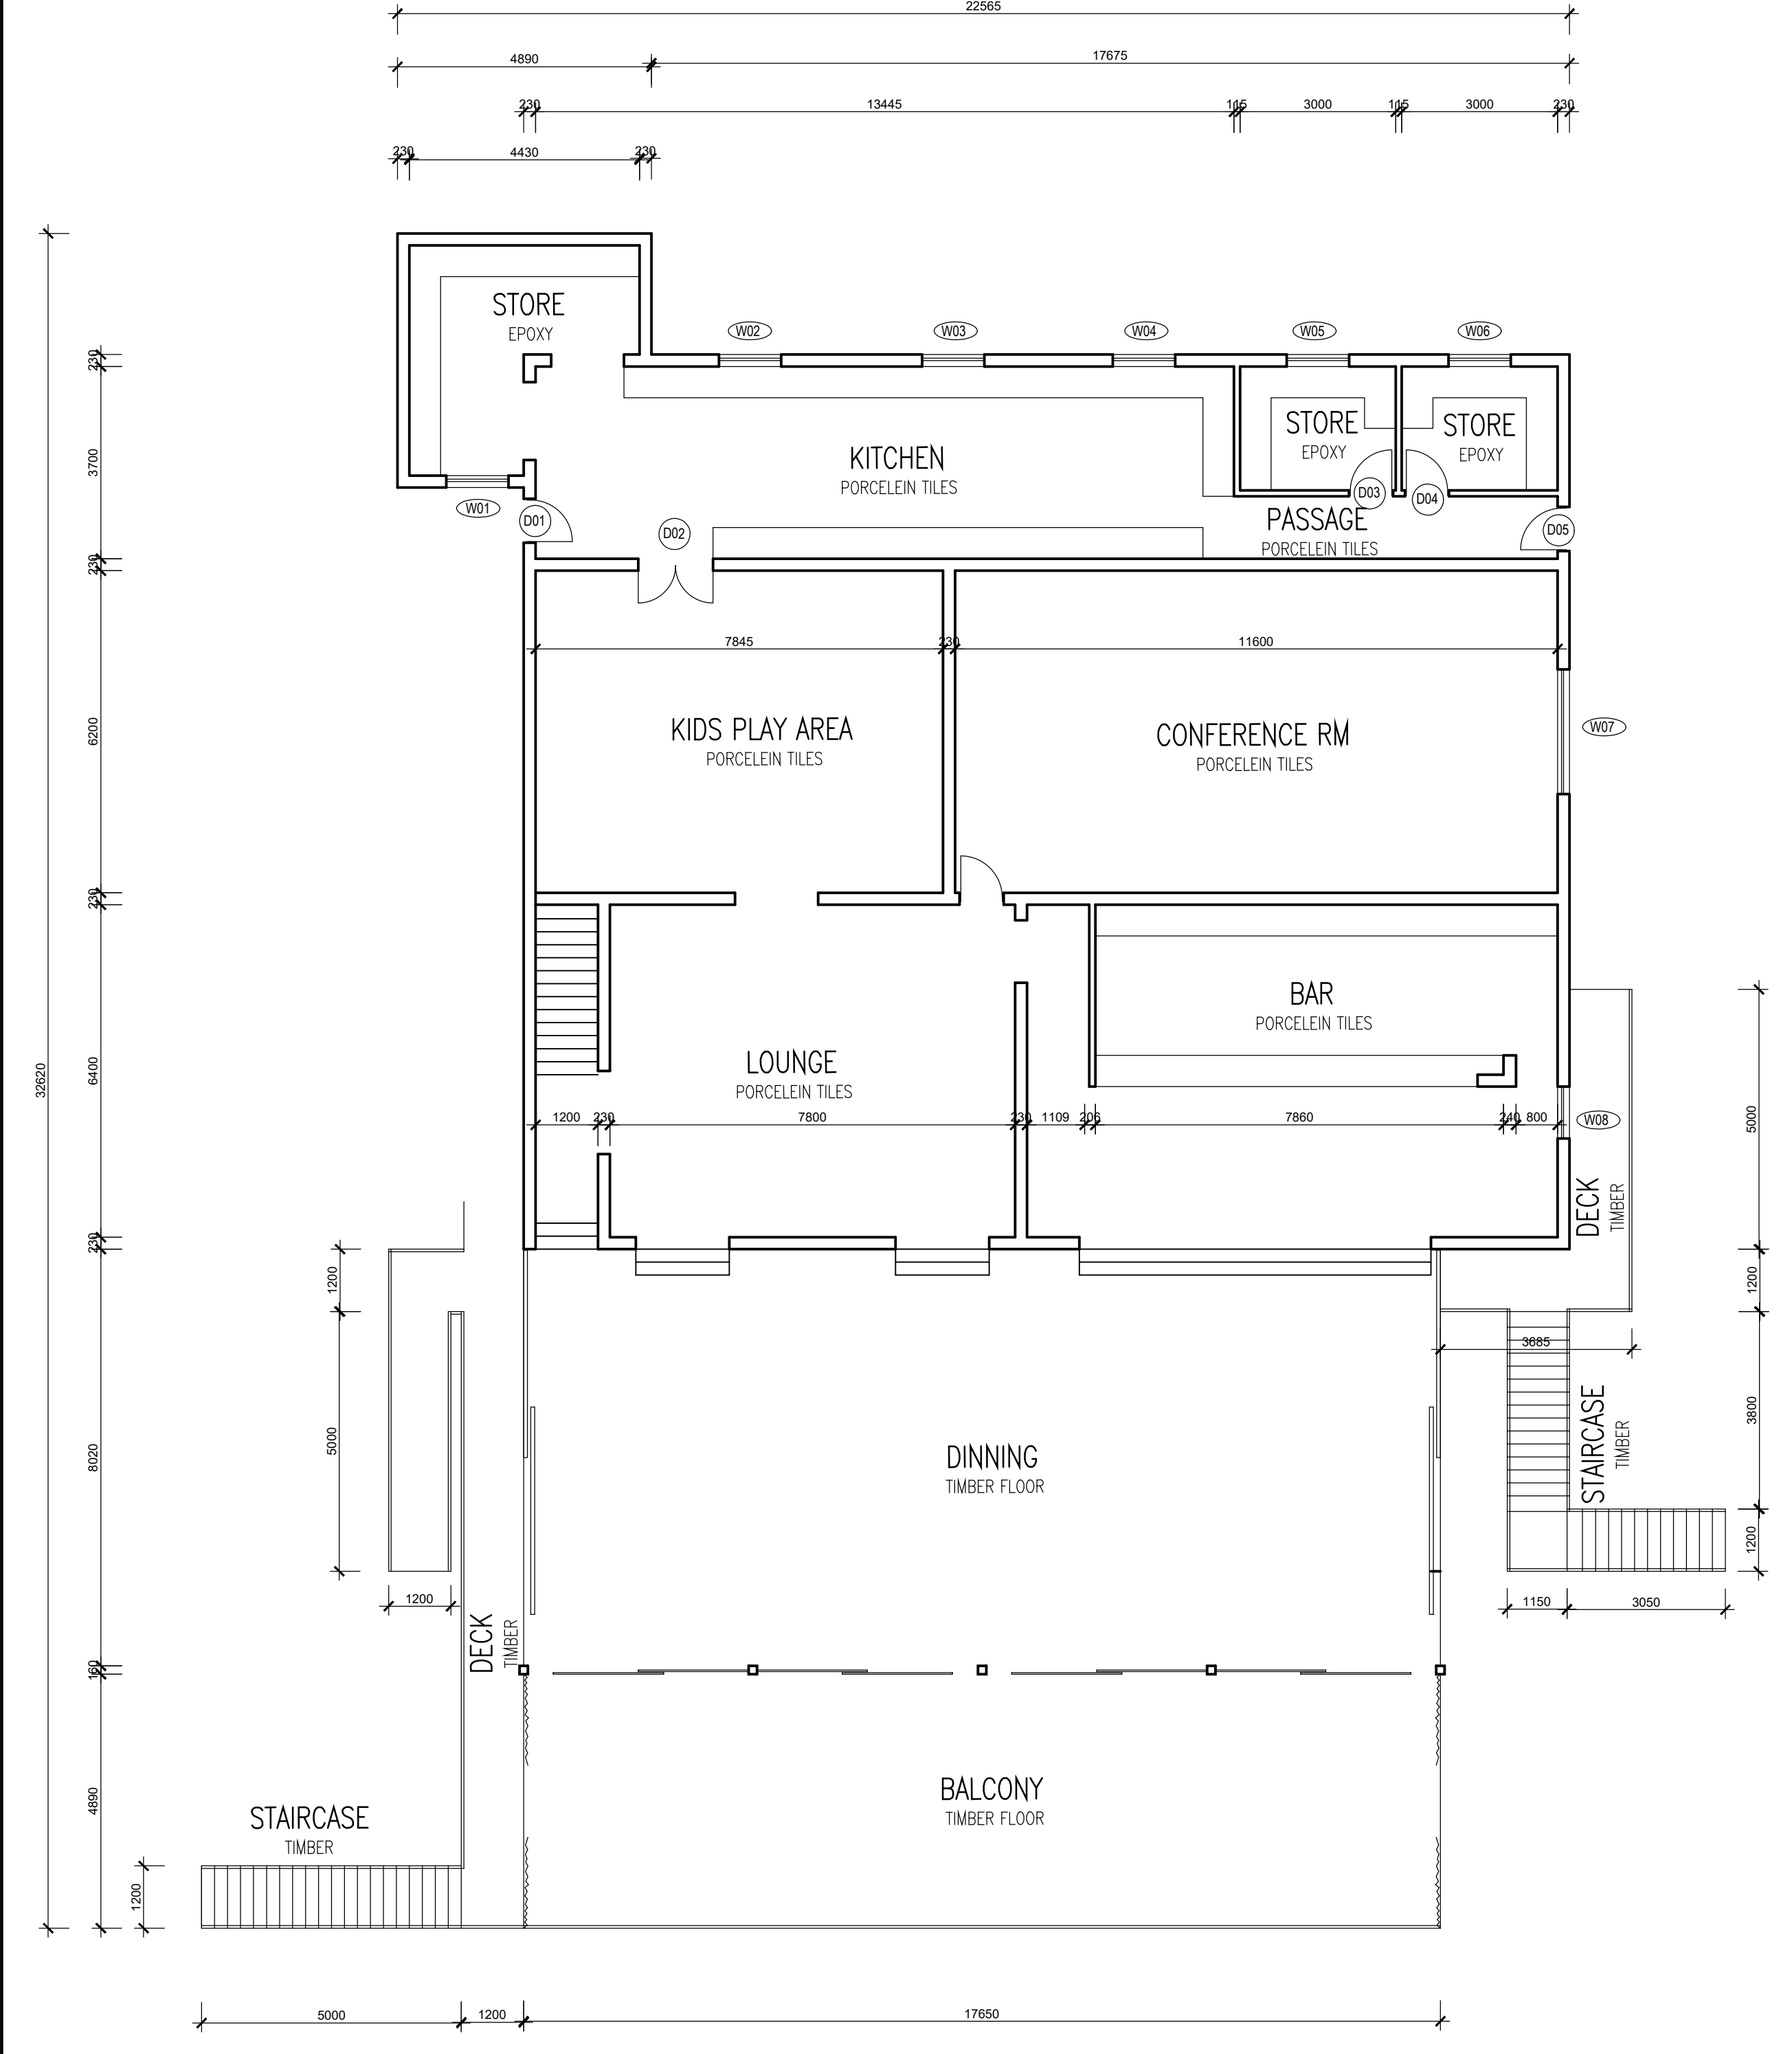 22565
4890
17675
230
13445
115
3000
115
3000
230
230
4430
230
STORE
EPOXY
W02
W03
W04
W05
W06
230
3700
230
6200
230
6400
230
8020
160
4890
32620
KITCHEN
PORCELEIN TILES
STORE
EPOXY
STORE
EPOXY
W01
D01
D02
D03
D04
PASSAGE
PORCELEIN TILES
D05
7845
230
11600
KIDS PLAY AREA
PORCELEIN TILES
CONFERENCE RM
PORCELEIN TILES
W07
BAR
PORCELEIN TILES
LOUNGE
PORCELEIN TILES
1200
230
7800
230
1109
206
7860
240
800
W08
5000
DECK
TIMBER
1200
1200
3685
5000
3800
STAIRCASE
TIMBER
DINNING
TIMBER FLOOR
1200
1200
1150
3050
DECK
TIMBER
BALCONY
TIMBER FLOOR
STAIRCASE
TIMBER
1200
5000
1200
17650